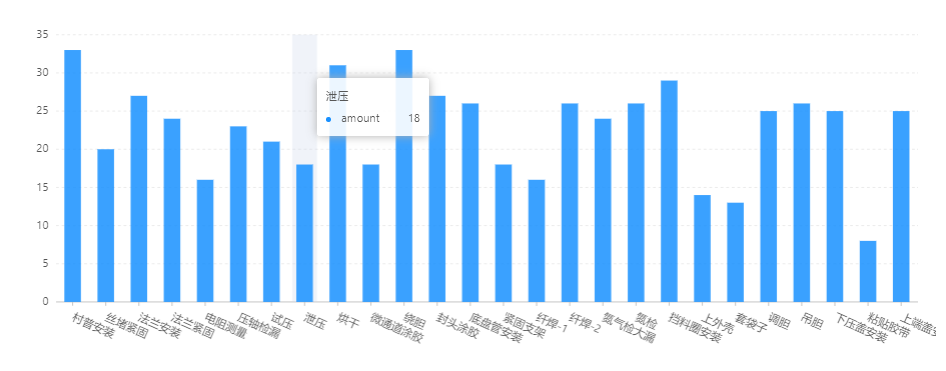 35
30
25
20
15
10
5
0
泄压
amount 18
村普安装
丝堵紧固
法兰安装
法兰紧固
电阻测量
压轴检漏
试压
泄压
烘干
微通道涂胶
绕胆
封头涂胶
底盘管安装
紧固支架
纤焊-1
纤焊-2
氦气检大漏
氦检
挡料圈安装
上外壳
套袋子
调胆
吊胆
下压盖安装
粘贴胶带
上端盖安